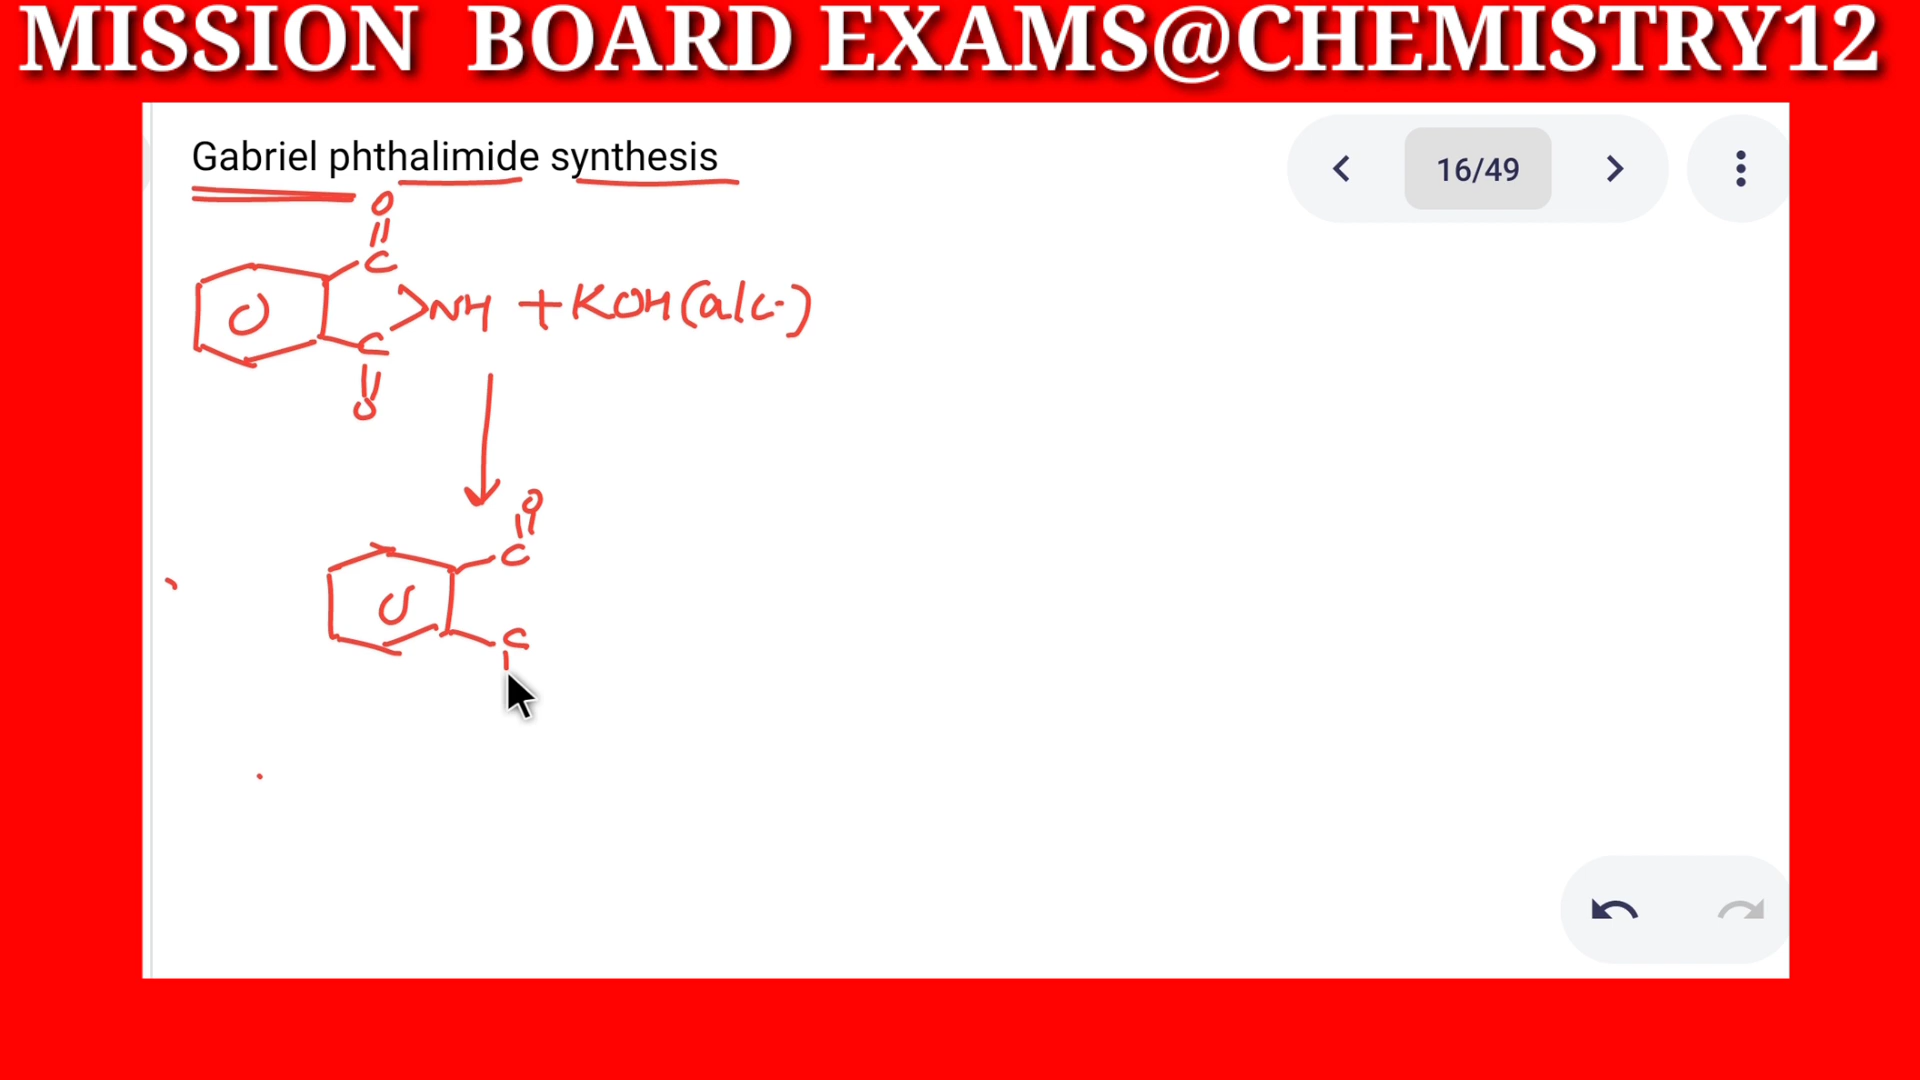 MISSION BOARD EXAMS@CHEMISTRY12
Gabriel phthalimide synthesis
16/49
O
C
NH + KOH (alc.)
C
O
O
C
C